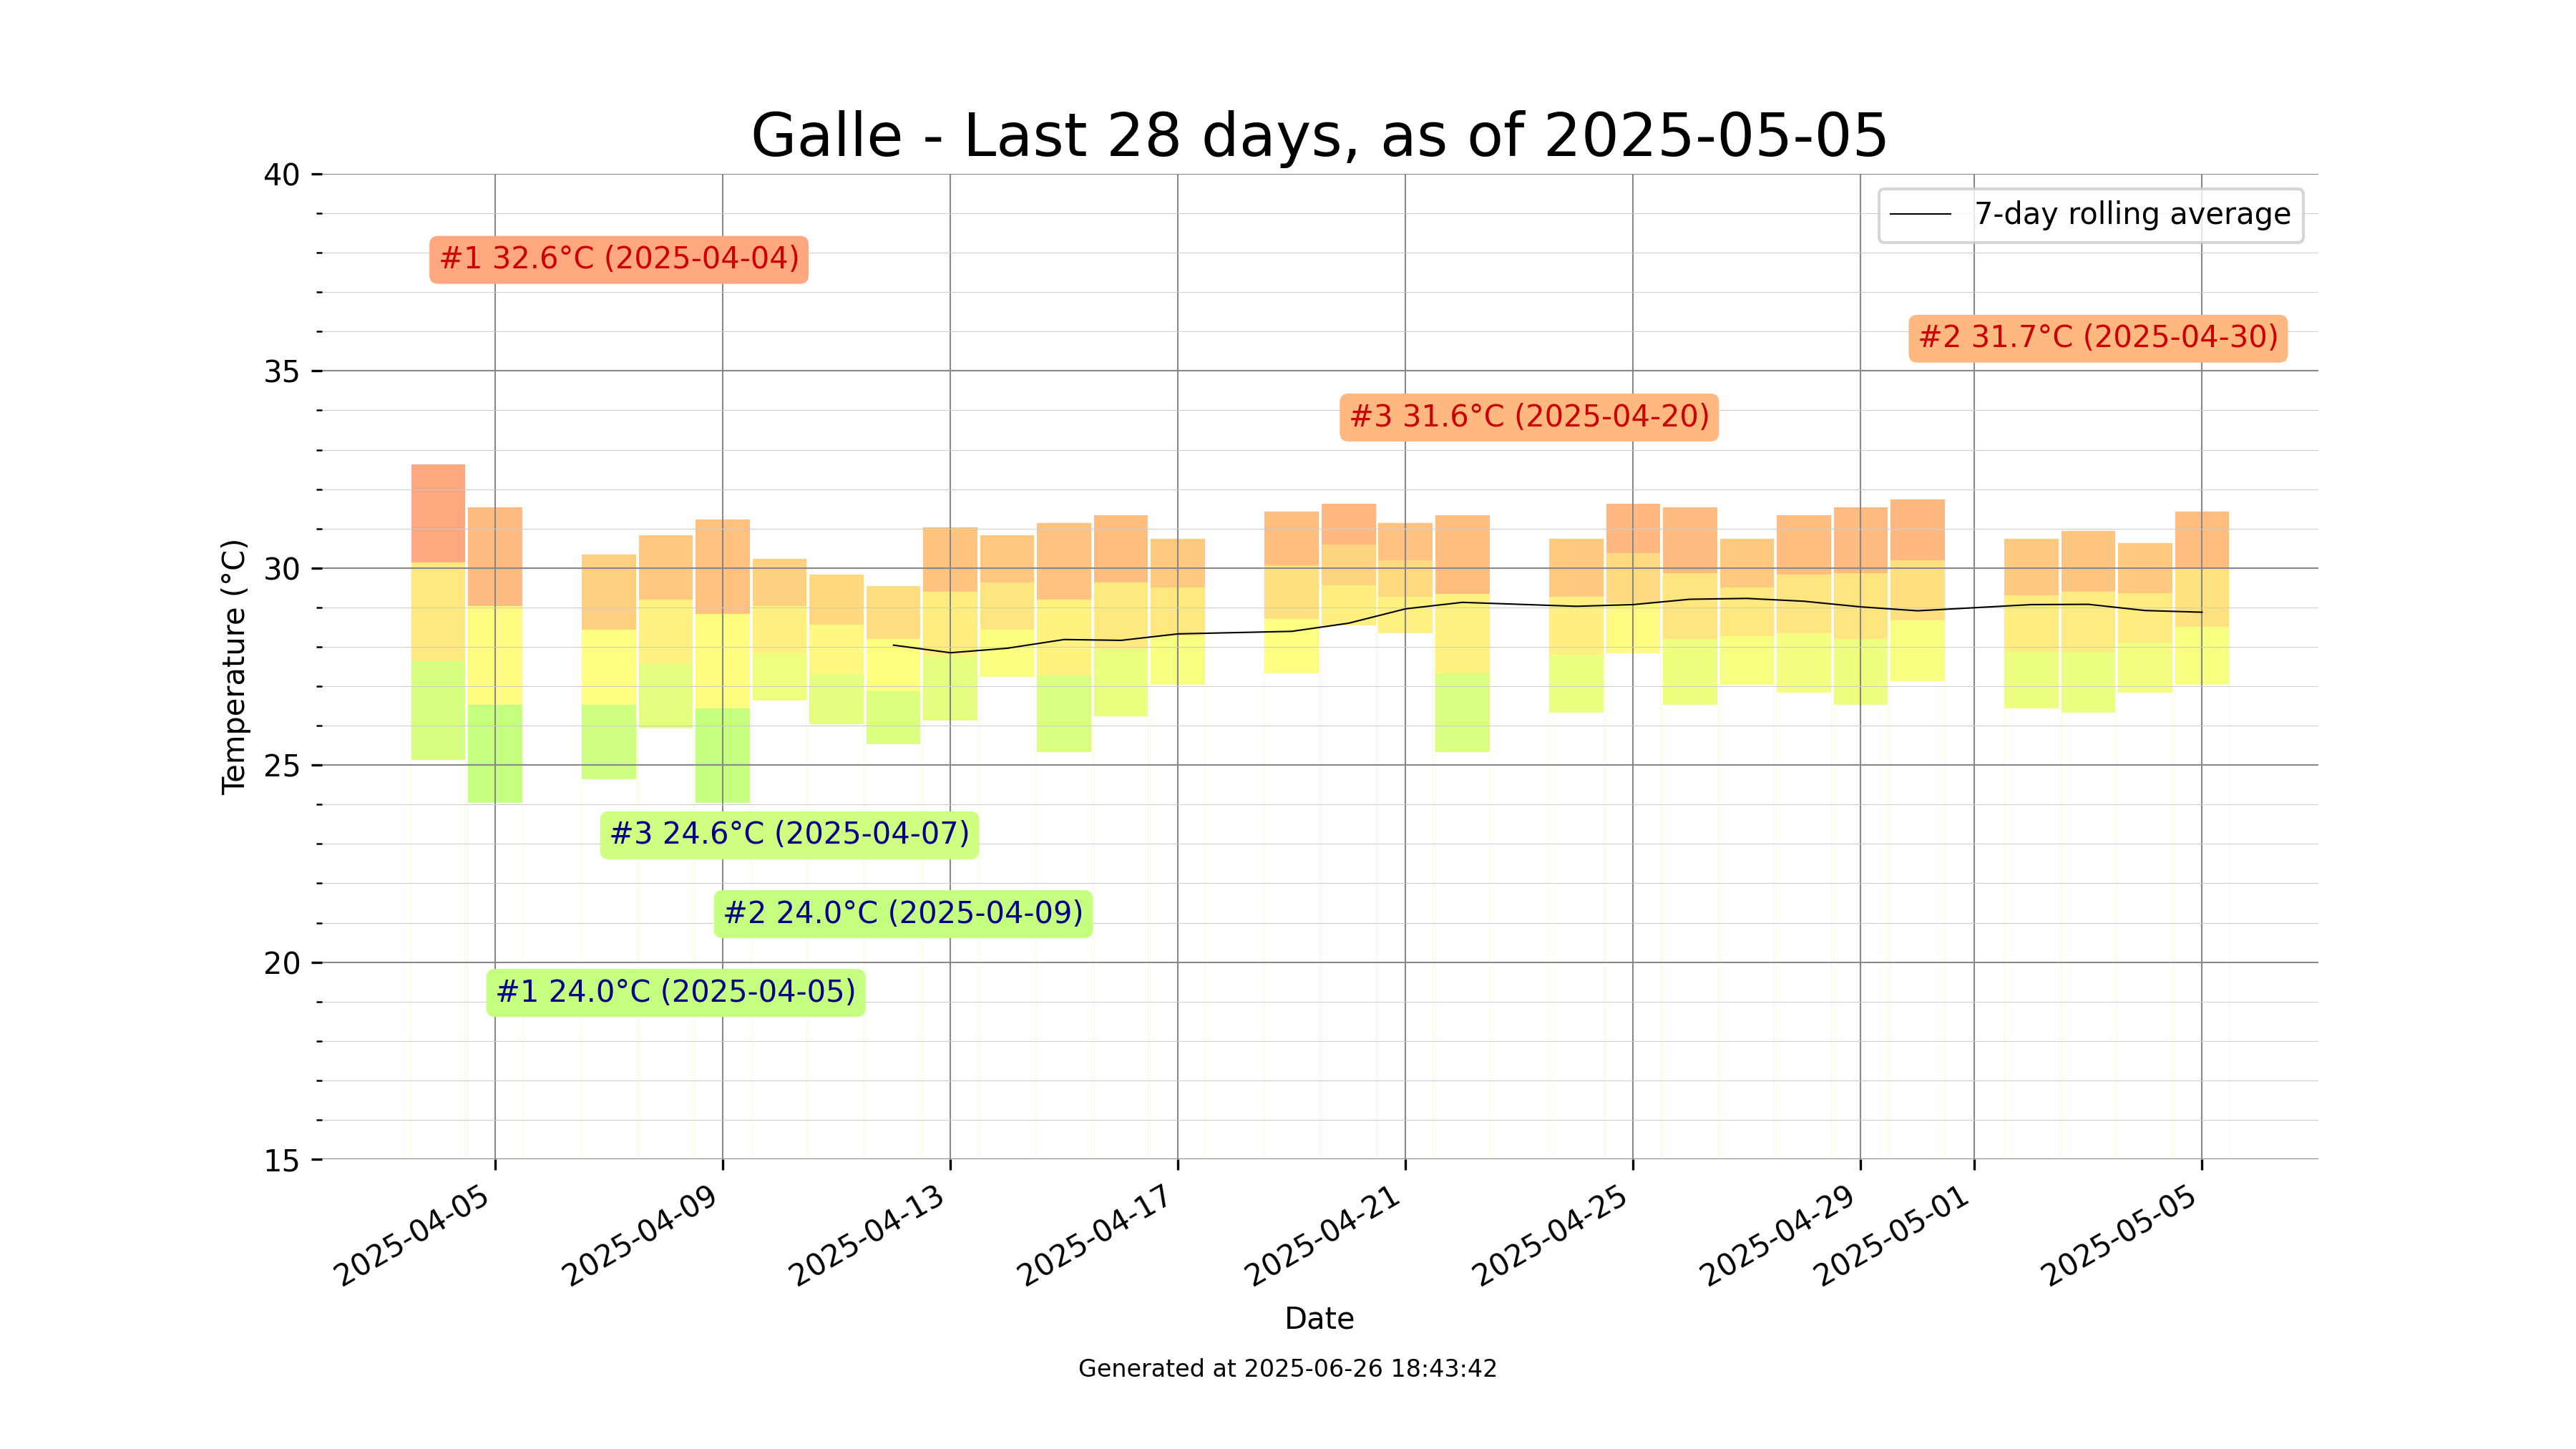 Galle - Last 28 days, as of 2025-05-05
7-day rolling average
#1 32.6°C (2025-04-04)
#2 31.7°C (2025-04-30)
#3 31.6°C (2025-04-20)
#3 24.6°C (2025-04-07)
#2 24.0°C (2025-04-09)
#1 24.0°C (2025-04-05)
Temperature (°C)
40
35
30
25
20
15
2025-04-05
2025-04-09
2025-04-13
2025-04-17
2025-04-21
2025-04-25
2025-04-29
2025-05-01
2025-05-05
Date
Generated at 2025-06-26 18:43:42